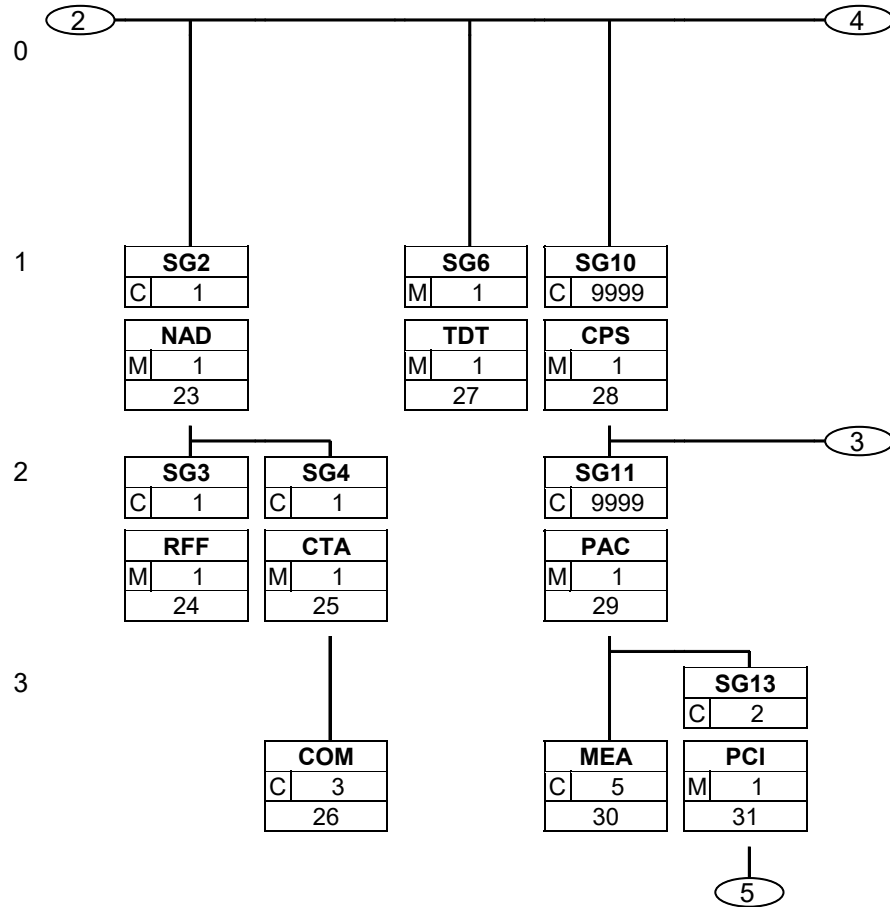 2 4
0
1 SG2 SG6 SG10
C 1 M 1 C 9999
NAD TDT CPS
M 1 M 1 M 1
23 27 28
3
2 SG3 SG4 SG11
C 1 C 1 C 9999
RFF CTA PAC
M 1 M 1 M 1
24 25 29
3 SG13
C 2
COM MEA PCI
C 3 C 5 M 1
26 30 31
5